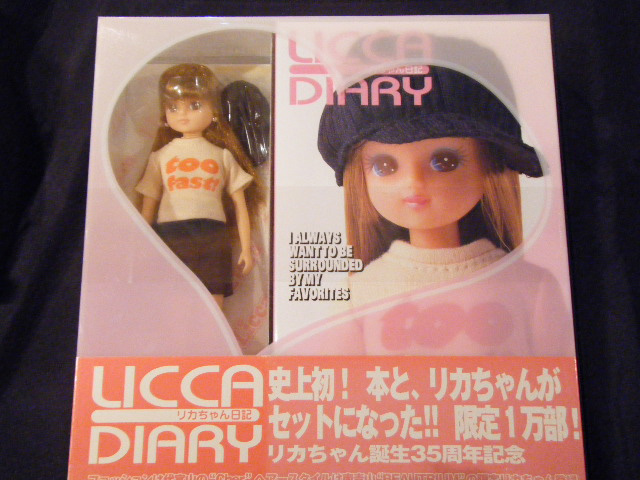 LICCA
リカちゃん日記
DIARY
too
fast!
I ALWAYS
WANT TO BE
SURROUNDED
BY MY
FAVORITES
too
LICCA
リカちゃん日記
DIARY
史上初! 本と、リカちゃんが
セットになった!! 限定1万部!
リカちゃん誕生35周年記念